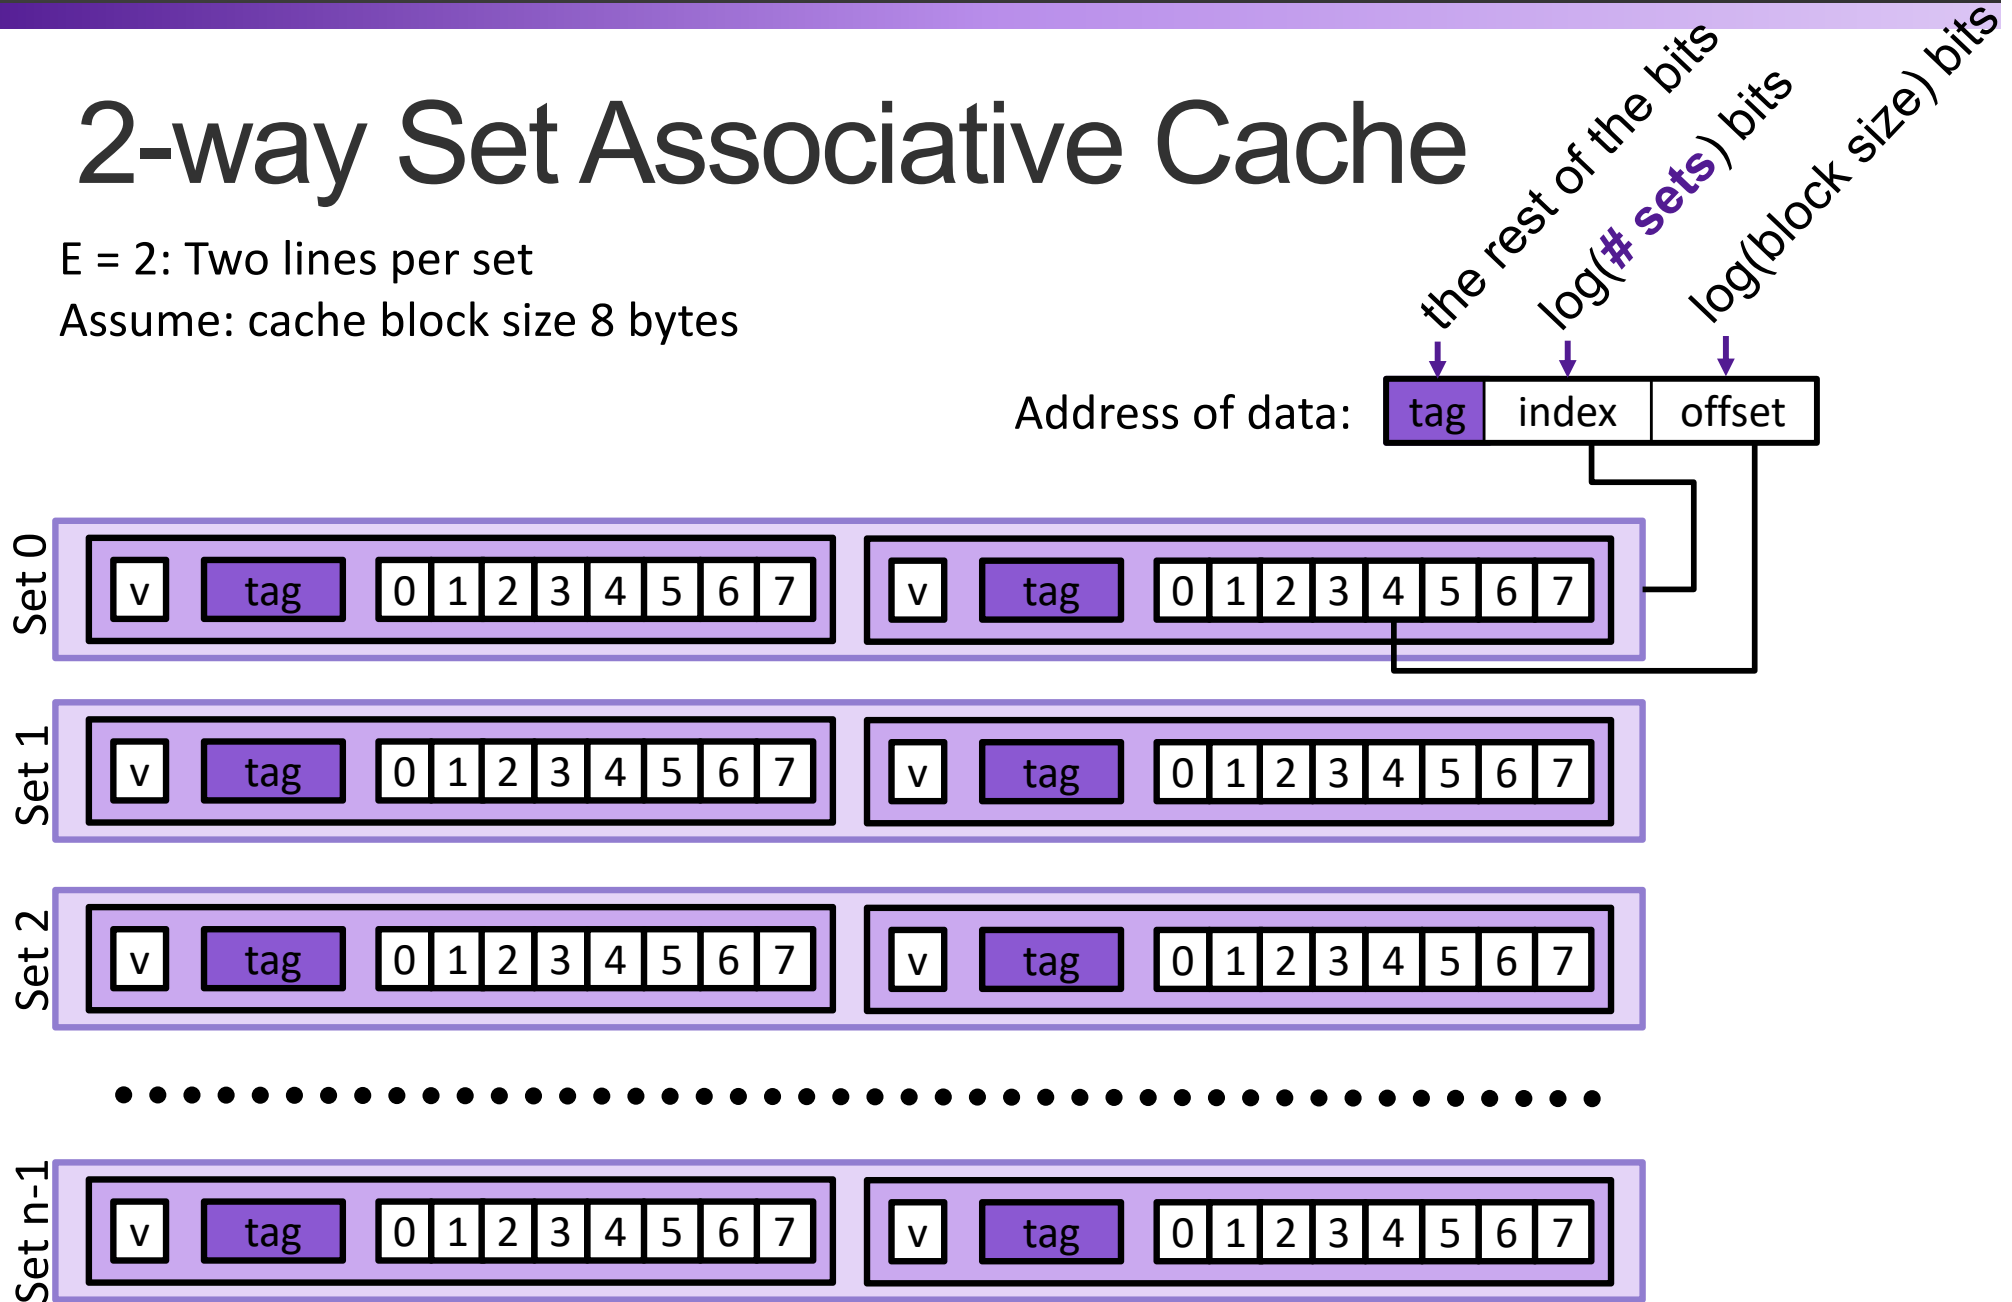 2-way Set Associative Cache
E = 2: Two lines per set
Assume: cache block size 8 bytes
the rest of the bits
log(# sets) bits
log(block size) bits
Address of data:
tag index offset
Set 0
v tag 0 1 2 3 4 5 6 7 v tag 0 1 2 3 4 5 6 7
Set 1
v tag 0 1 2 3 4 5 6 7 v tag 0 1 2 3 4 5 6 7
Set 2
v tag 0 1 2 3 4 5 6 7 v tag 0 1 2 3 4 5 6 7
Set n-1
v tag 0 1 2 3 4 5 6 7 v tag 0 1 2 3 4 5 6 7